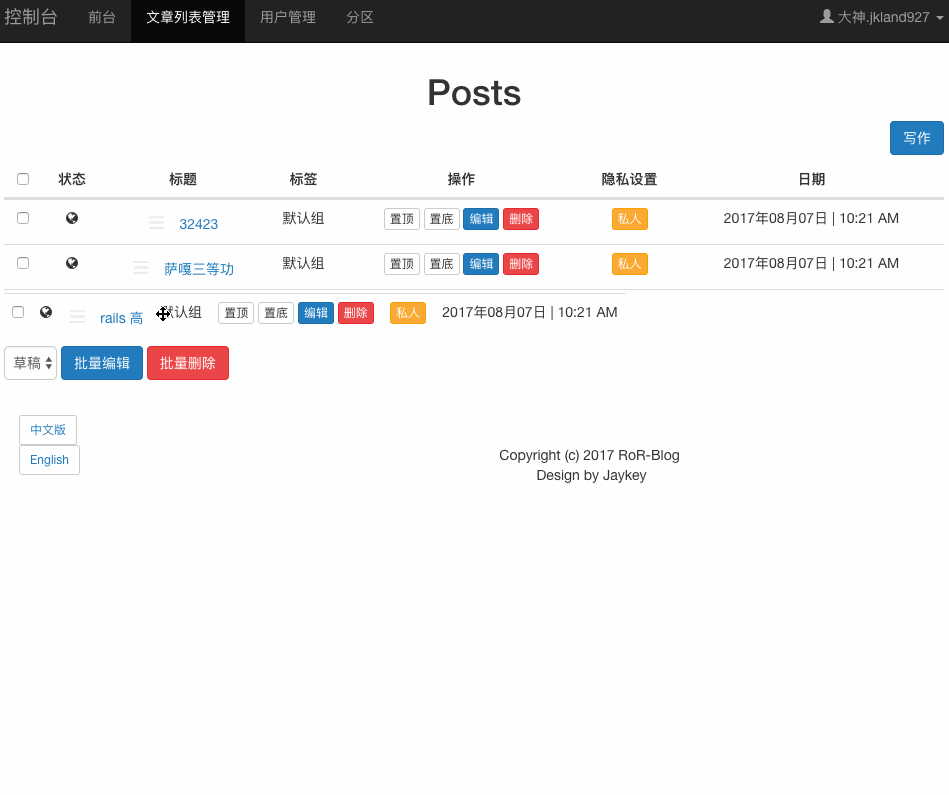 控制台 前台 文章列表管理 用户管理 分区 大神.jkland927
Posts
写作
状态 标题 标签 操作 隐私设置 日期
32423 默认组 置顶 置底 编辑 删除 私人 2017年08月07日 | 10:21 AM
萨嘎三等功 默认组 置顶 置底 编辑 删除 私人 2017年08月07日 | 10:21 AM
rails 高 默认组 置顶 置底 编辑 删除 私人 2017年08月07日 | 10:21 AM
草稿 批量编辑 批量删除
中文版
English
Copyright (c) 2017 RoR-Blog
Design by Jaykey